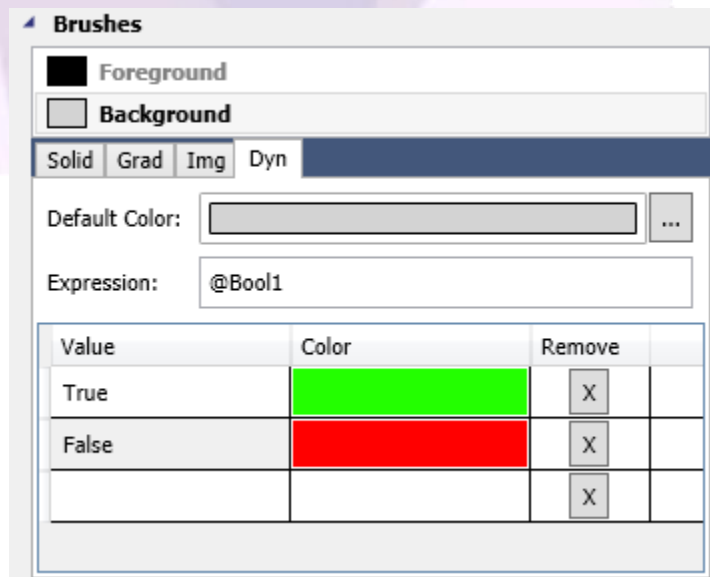 Brushes
Foreground
Background
Solid Grad Img Dyn
Default Color: ...
Expression: @Bool1
Value Color Remove
True X
False X
X